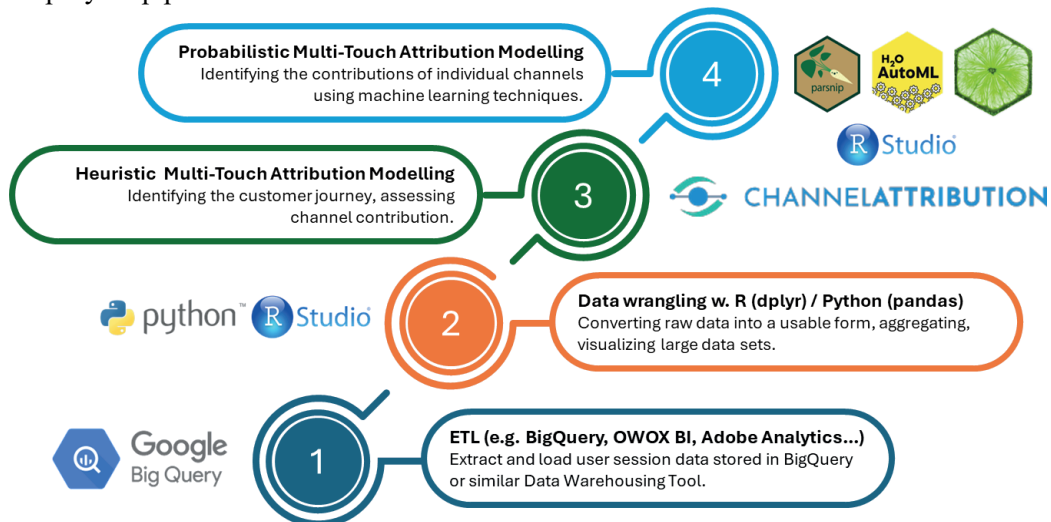 Probabilistic Multi-Touch Attribution Modelling
Identifying the contributions of individual channels
using machine learning techniques.
4
parsnip
H2O
AutoML
R Studio®
Heuristic  Multi-Touch Attribution Modelling
Identifying the customer journey, assessing
channel contribution.
3
CHANNELATTRIBUTION
python™
R Studio®
2
Data wrangling w. R (dplyr) / Python (pandas)
Converting raw data into a usable form, aggregating,
visualizing large data sets.
Google
Big Query
1
ETL (e.g. BigQuery, OWOX BI, Adobe Analytics...)
Extract and load user session data stored in BigQuery
or similar Data Warehousing Tool.